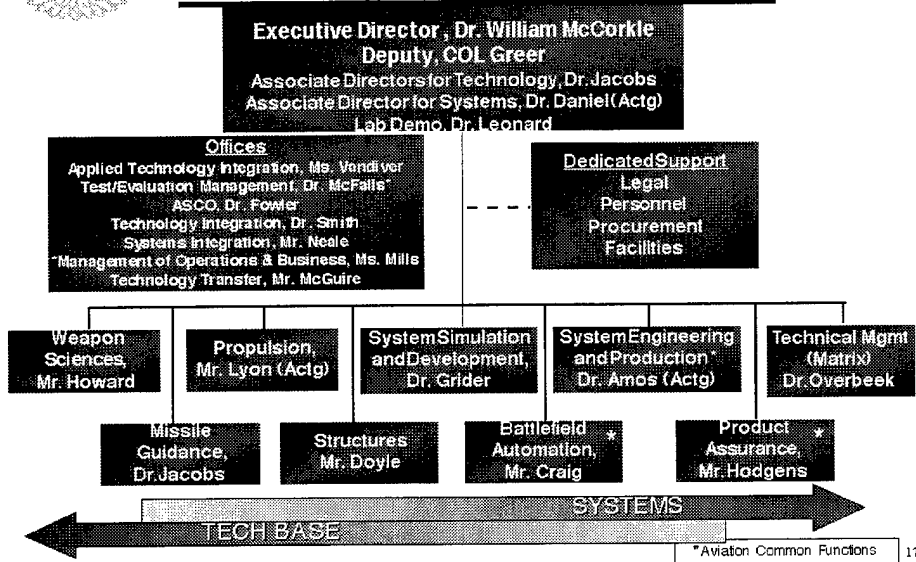 Executive Director, Dr. William McCorkle
Deputy, COL Greer
Associate Directors for Technology, Dr. Jacobs
Associate Director for Systems, Dr. Daniel (Actg)
Lab Demo, Dr. Leonard
Offices
Applied Technology Integration, Ms. Vandiver
Test/Evaluation Management, Dr. McFalls*
ASCO, Dr. Fowler
Technology Integration, Dr. Smith
Systems Integration, Mr. Neale
*Management of Operations & Business, Ms. Mills
Technology Transfer, Mr. McGuire
Dedicated Support
Legal
Personnel
Procurement
Facilities
Weapon
Sciences,
Mr. Howard
Propulsion,
Mr. Lyon (Actg)
System Simulation
and Development,
Dr. Grider
System Engineering
and Production*
Dr. Amos (Actg)
Technical Mgmt
(Matrix)
Dr. Overbeek
Missile
Guidance,
Dr. Jacobs
Structures
Mr. Doyle
Battlefield *
Automation,
Mr. Craig
Product *
Assurance,
Mr. Hodgens
SYSTEMS
TECH BASE
*Aviation Common Functions